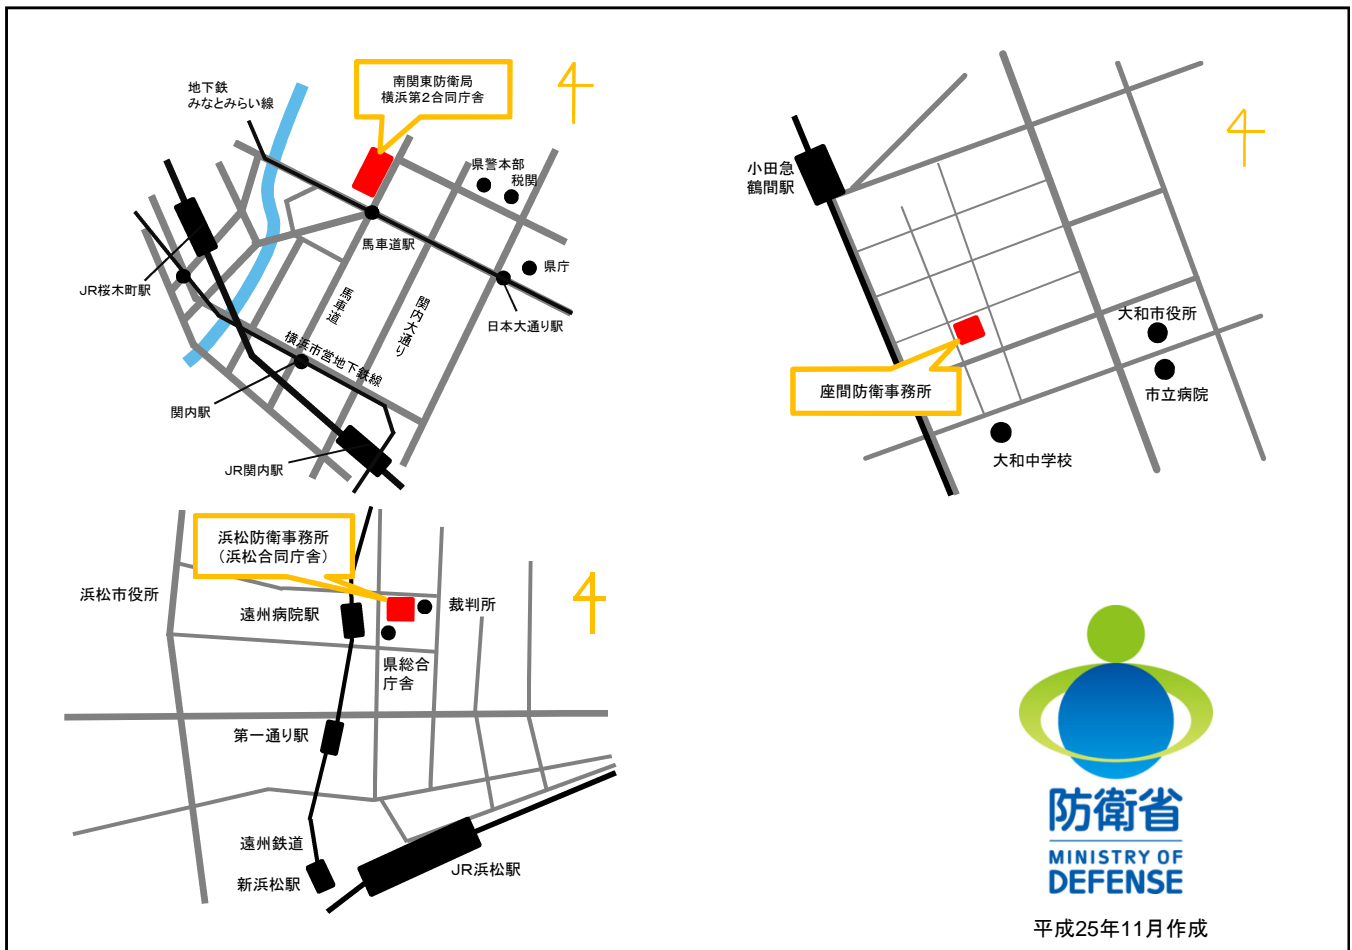 地下鉄
みなとみらい線
南関東防衛局
横浜第2合同庁舎
県警本部
税関
馬車道駅
県庁
JR桜木町駅
馬車道
関内大通り
日本大通り駅
横浜市営地下鉄線
関内駅
JR関内駅
小田急
鶴間駅
大和市役所
座間防衛事務所
市立病院
大和中学校
浜松防衛事務所
（浜松合同庁舎）
浜松市役所
遠州病院駅
裁判所
県総合
庁舎
第一通り駅
遠州鉄道
新浜松駅
JR浜松駅
防衛省
MINISTRY OF
DEFENSE
平成25年11月作成